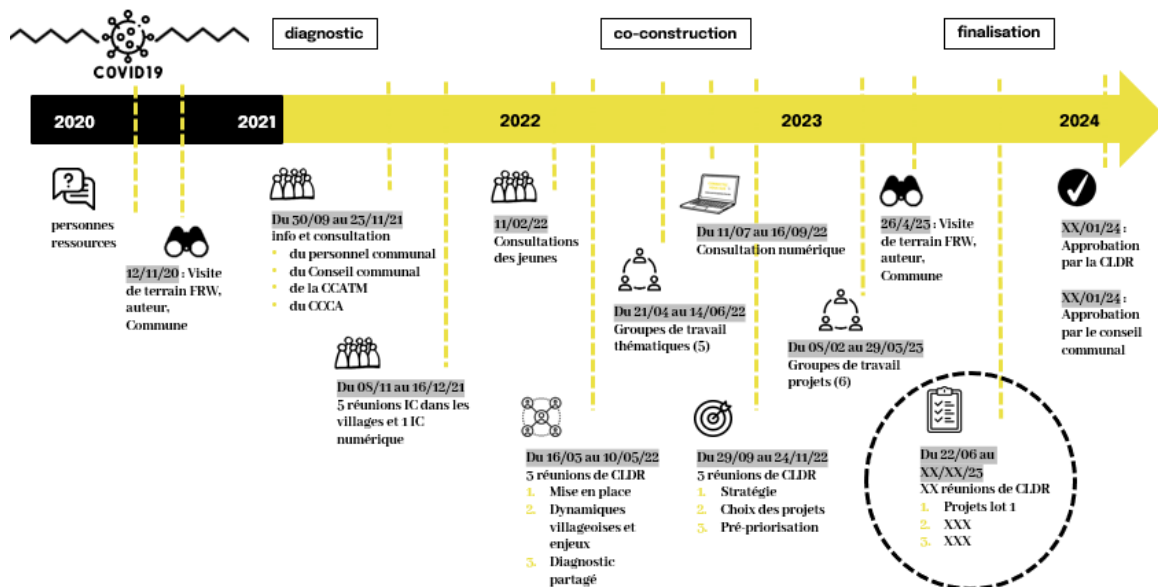 COVID19
diagnostic
co-construction
finalisation
2020
2021
2022
2023
2024
personnes
ressources
12/11/20 : Visite
de terrain FRW,
auteur,
Commune
Du 30/09 au 23/11/21
info et consultation
du personnel communal
du Conseil communal
de la CCATM
du CCCA
Du 08/11 au 16/12/21
5 réunions IC dans les
villages et 1 IC
numérique
11/02/22
Consultations
des jeunes
Du 16/03 au 10/05/22
3 réunions de CLDR
1. Mise en place
2. Dynamiques
villageoises et
enjeux
3. Diagnostic
partagé
Du 21/04 au 14/06/22
Groupes de travail
thématiques (5)
Du 11/07 au 16/09/22
Consultation numérique
Du 29/09 au 24/11/22
3 réunions de CLDR
1. Stratégie
2. Choix des projets
3. Pré-priorisation
Du 08/02 au 29/03/23
Groupes de travail
projets (6)
26/4/23 : Visite
de terrain FRW,
auteur,
Commune
Du 22/06 au
XX/XX/23
XX réunions de CLDR
1. Projets lot 1
2. XXX
3. XXX
XX/01/24 :
Approbation
par la CLDR
XX/01/24 :
Approbation
par le conseil
communal